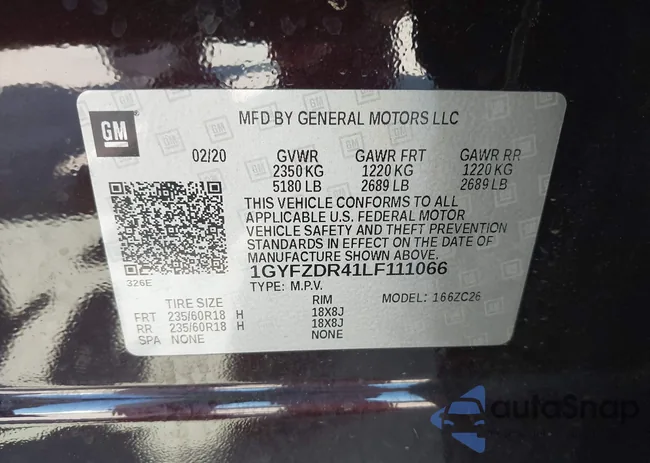 GM
MFD BY GENERAL MOTORS LLC
02/20 GVWR GAWR FRT GAWR RR
2350 KG 1220 KG 1220 KG
5180 LB 2689 LB 2689 LB
THIS VEHICLE CONFORMS TO ALL
APPLICABLE U.S. FEDERAL MOTOR
VEHICLE SAFETY AND THEFT PREVENTION
STANDARDS IN EFFECT ON THE DATE OF
MANUFACTURE SHOWN ABOVE.
1GYFZDR41LF111066
326E
TYPE: M.P.V. MODEL: 166ZC26
TIRE SIZE RIM
FRT 235/60R18 H 18X8J
RR 235/60R18 H 18X8J
SPA NONE NONE
autoSnap